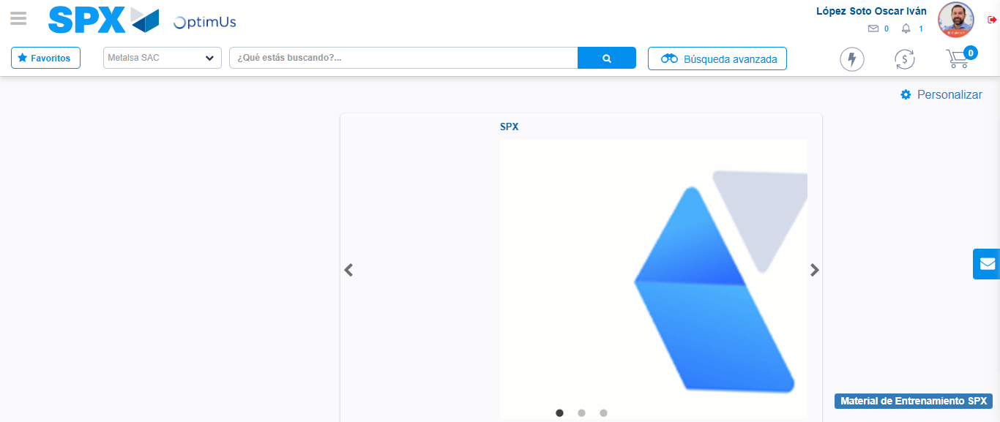 SPX OptimUs
López Soto Oscar Iván
0 1
Favoritos
Metalsa SAC
¿Qué estás buscando?...
Búsqueda avanzada
$
0
Personalizar
SPX
Material de Entrenamiento SPX